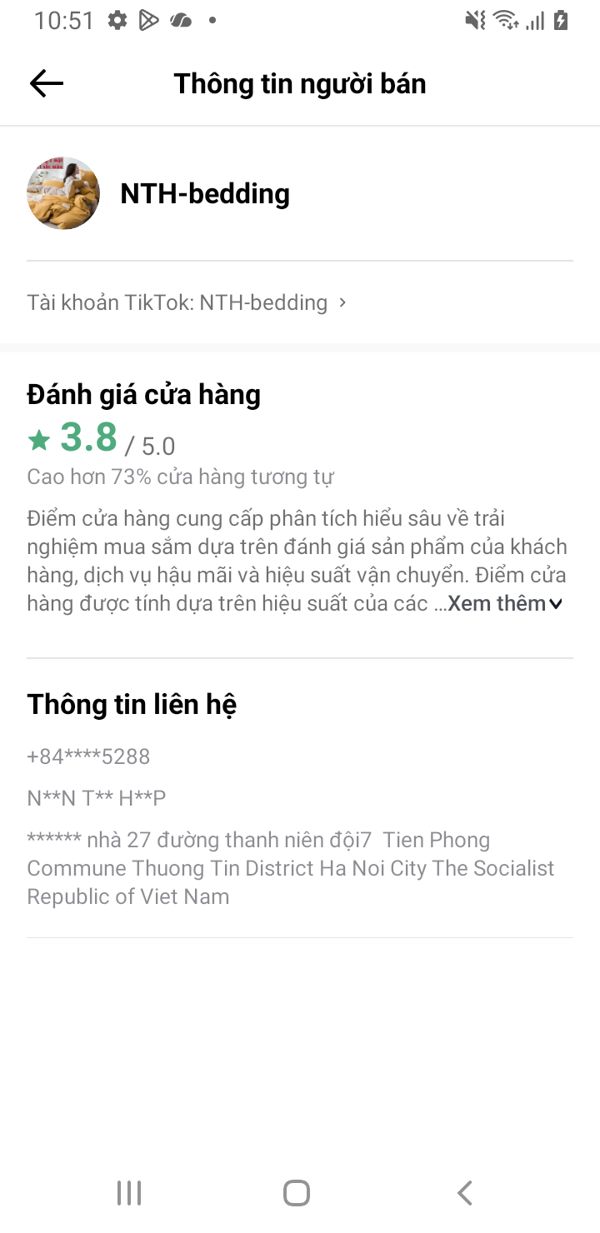 10:51
Thông tin người bán
NTH-bedding
Tài khoản TikTok: NTH-bedding
Đánh giá cửa hàng
3.8 / 5.0
Cao hơn 73% cửa hàng tương tự
Điểm cửa hàng cung cấp phân tích hiểu sâu về trải
nghiệm mua sắm dựa trên đánh giá sản phẩm của khách
hàng, dịch vụ hậu mãi và hiệu suất vận chuyển. Điểm cửa
hàng được tính dựa trên hiệu suất của các ...Xem thêm
Thông tin liên hệ
+84****5288
N**N T** H**P
****** nhà 27 đường thanh niên đội7  Tien Phong
Commune Thuong Tin District Ha Noi City The Socialist
Republic of Viet Nam